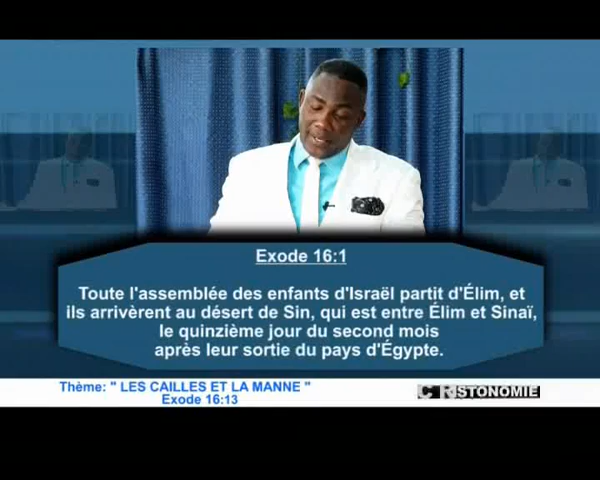 Exode 16:1
Toute l'assemblée des enfants d'Israël partit d'Élim, et
ils arrivèrent au désert de Sin, qui est entre Élim et Sinaï,
le quinzième jour du second mois
après leur sortie du pays d'Égypte.
Thème: " LES CAILLES ET LA MANNE "
Exode 16:13
STONOMIE